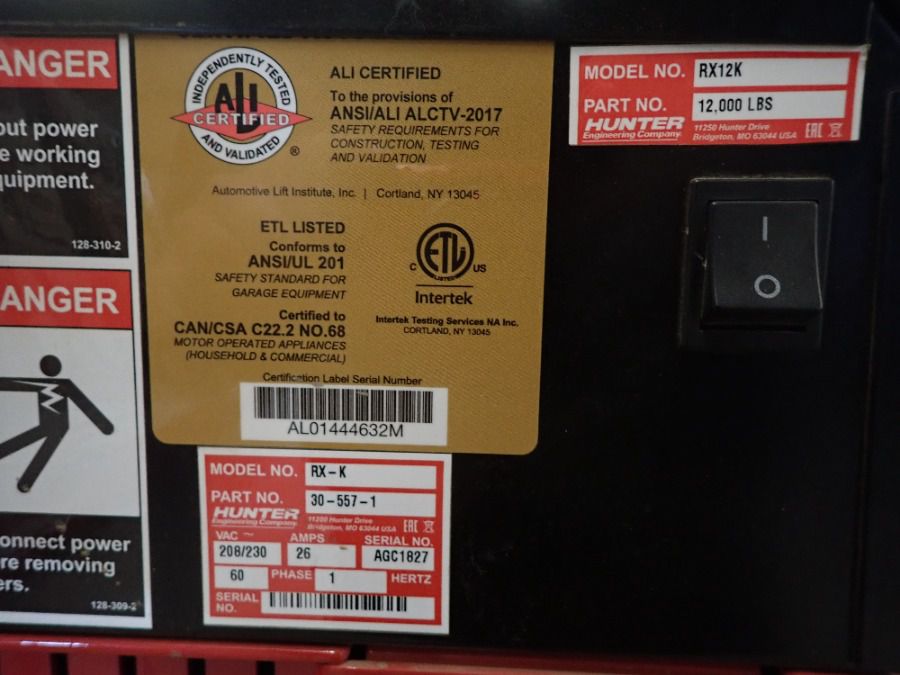 ANGER
out power
e working
quipment.
128-310-2
ANGER
onnect power
re removing
ers.
128-309-2
INDEPENDENTLY TESTED
ALI
CERTIFIED
AND VALIDATED
®
ALI CERTIFIED
To the provisions of
ANSI/ALI ALCTV-2017
SAFETY REQUIREMENTS FOR
CONSTRUCTION, TESTING
AND VALIDATION
Automotive Lift Institute, Inc. | Cortland, NY 13045
ETL LISTED
Conforms to
ANSI/UL 201
SAFETY STANDARD FOR
GARAGE EQUIPMENT
Certified to
CAN/CSA C22.2 NO.68
MOTOR OPERATED APPLIANCES
(HOUSEHOLD & COMMERCIAL)
ETL
LISTED
C US
Intertek
Intertek Testing Services NA Inc.
CORTLAND, NY 13045
Certification Label Serial Number
AL01444632M
MODEL NO. RX12K
PART NO. 12,000 LBS
HUNTER
Engineering Company
11250 Hunter Drive
Bridgeton, MO 63044 USA
EAC
MODEL NO. RX-K
PART NO. 30-557-1
HUNTER
Engineering Company
11250 Hunter Drive
Bridgeton, MO 63044 USA
EAC
VAC ~ AMPS SERIAL NO.
208/230 26 AGC1827
60 PHASE 1 HERTZ
SERIAL
NO.